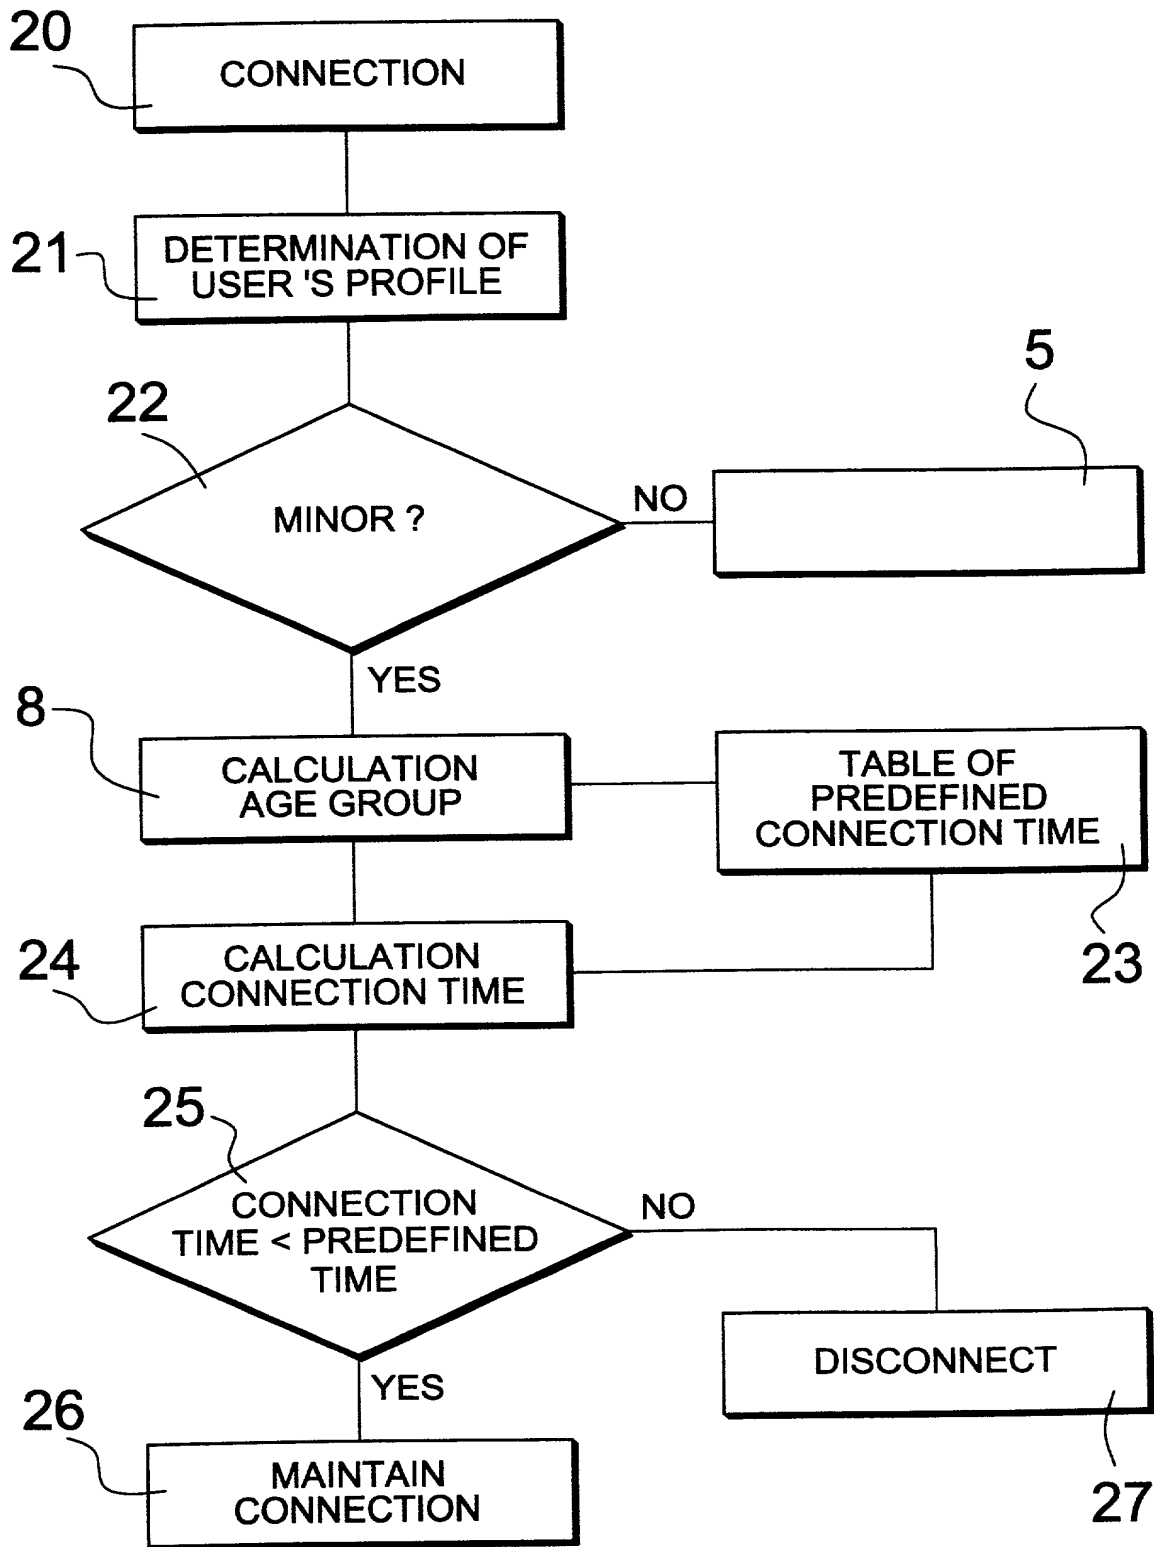 20
CONNECTION
21
DETERMINATION OF
USER 'S PROFILE
22
MINOR ?
NO
5
YES
8
CALCULATION
AGE GROUP
TABLE OF
PREDEFINED
CONNECTION TIME
23
24
CALCULATION
CONNECTION TIME
25
CONNECTION
TIME < PREDEFINED
TIME
NO
YES
DISCONNECT
27
26
MAINTAIN
CONNECTION